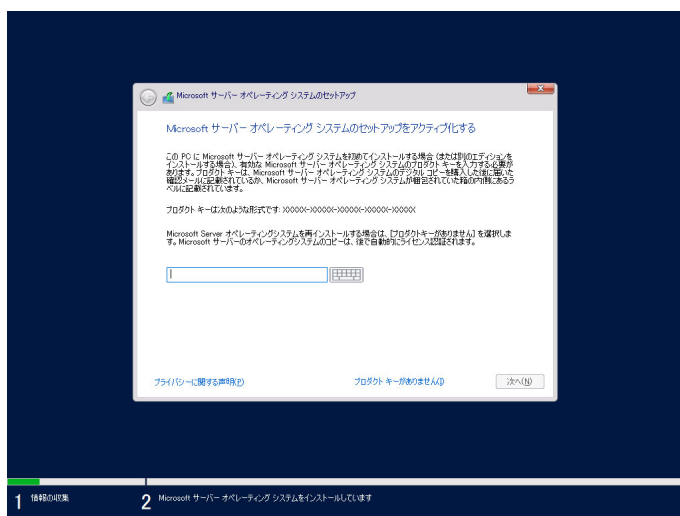 Microsoft サーバー オペレーティング システムのセットアップ
Microsoft サーバー オペレーティング システムのセットアップをアクティブ化する
この PC に Microsoft サーバー オペレーティング システムを初めてインストールする場合 (または別のエディションを
インストールする場合)、有効な Microsoft サーバー オペレーティング システムのプロダクト キーを入力する必要が
あります。プロダクト キーは、Microsoft サーバー オペレーティング システムのデジタル コピーを購入した後に届いた
確認メールに記載されているか、Microsoft サーバー オペレーティング システムが梱包されていた箱の内側にあるラ
ベルに記載されています。
プロダクト キーは次のような形式です: XXXXX-XXXXX-XXXXX-XXXXX-XXXXX
Microsoft Server オペレーティングシステムを再インストールする場合は、[プロダクトキーがありません] を選択しま
す。Microsoft サーバーのオペレーティングシステムのコピーは、後で自動的にライセンス認証されます。
プライバシーに関する声明(P)
プロダクト キーがありません(I)
次へ(N)
1 情報の収集
2 Microsoft サーバー オペレーティング システムをインストールしています